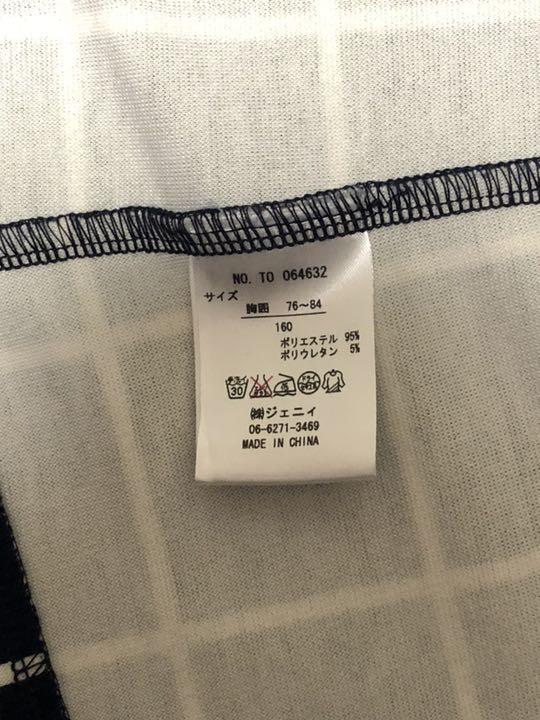 NO. TO 064632
サイズ
胸囲 76～84
160
ポリエステル 95%
ポリウレタン 5%
30
㈱ジェニィ
06-6271-3469
MADE IN CHINA